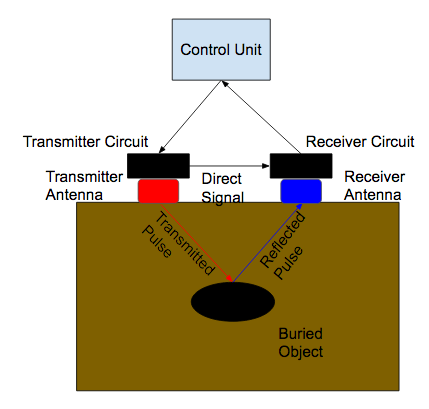 Control Unit
Transmitter Circuit
Receiver Circuit
Transmitter
Antenna
Direct
Signal
Receiver
Antenna
Transmitted
Pulse
Reflected
Pulse
Buried
Object